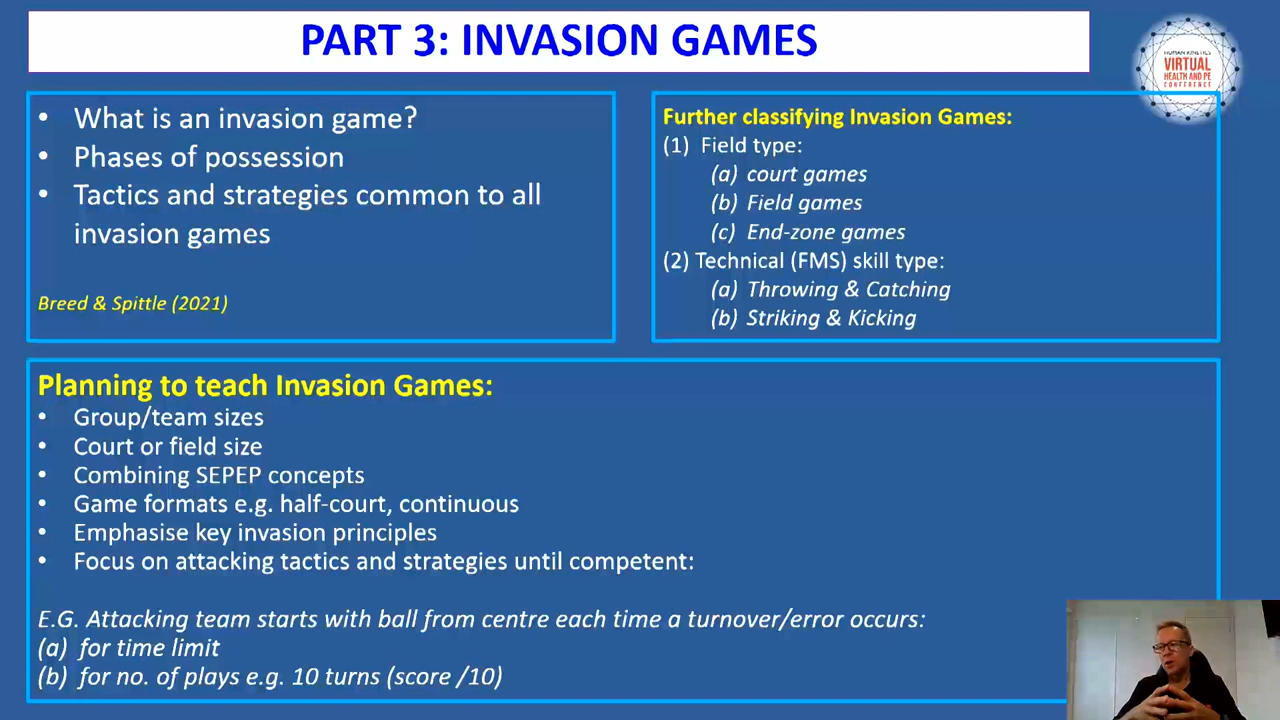 PART 3: INVASION GAMES
HUMAN KINETICS
VIRTUAL
HEALTH AND PE
CONFERENCE
• What is an invasion game?
• Phases of possession
• Tactics and strategies common to all
invasion games
Breed & Spittle (2021)
Further classifying Invasion Games:
(1) Field type:
(a) court games
(b) Field games
(c) End-zone games
(2) Technical (FMS) skill type:
(a) Throwing & Catching
(b) Striking & Kicking
Planning to teach Invasion Games:
• Group/team sizes
• Court or field size
• Combining SEPEP concepts
• Game formats e.g. half-court, continuous
• Emphasise key invasion principles
• Focus on attacking tactics and strategies until competent:
E.G. Attacking team starts with ball from centre each time a turnover/error occurs:
(a) for time limit
(b) for no. of plays e.g. 10 turns (score /10)